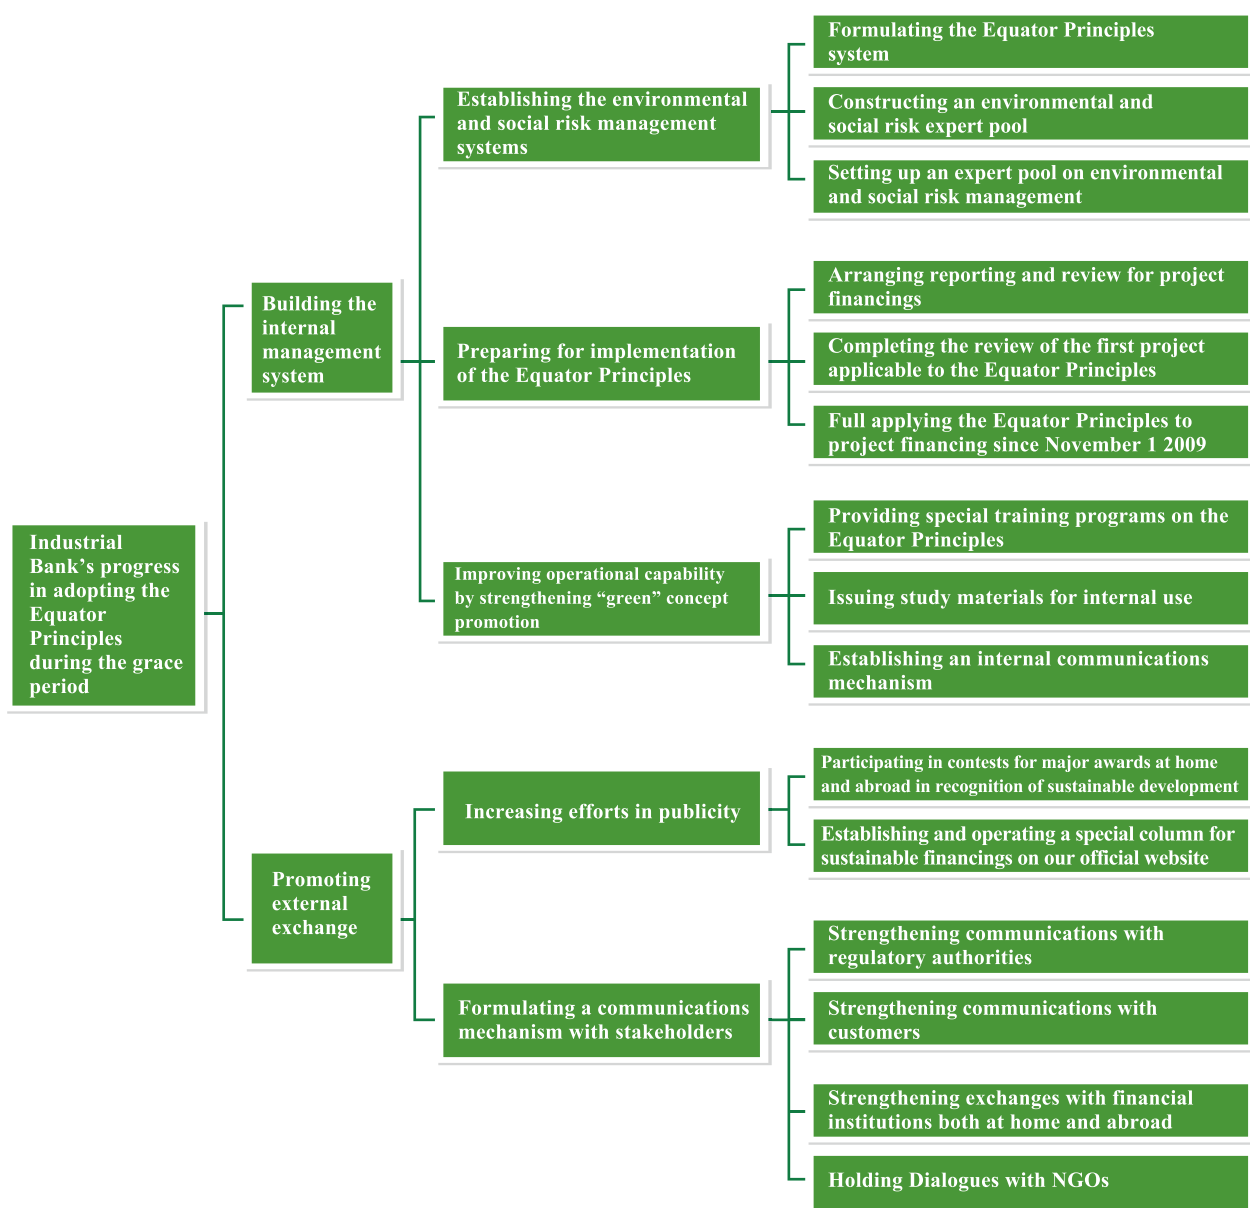 Industrial
Bank’s progress
in adopting the
Equator
Principles
during the grace
period
Building the
internal
management
system
Establishing the environmental
and social risk management
systems
Formulating the Equator Principles
system
Constructing an environmental and
social risk expert pool
Setting up an expert pool on environmental
and social risk management
Preparing for implementation
of the Equator Principles
Arranging reporting and review for project
financings
Completing the review of the first project
applicable to the Equator Principles
Full applying the Equator Principles to
project financing since November 1 2009
Improving operational capability
by strengthening “green” concept
promotion
Providing special training programs on the
Equator Principles
Issuing study materials for internal use
Establishing an internal communications
mechanism
Promoting
external
exchange
Increasing efforts in publicity
Participating in contests for major awards at home
and abroad in recognition of sustainable development
Establishing and operating a special column for
sustainable financings on our official website
Formulating a communications
mechanism with stakeholders
Strengthening communications with
regulatory authorities
Strengthening communications with
customers
Strengthening exchanges with financial
institutions both at home and abroad
Holding Dialogues with NGOs